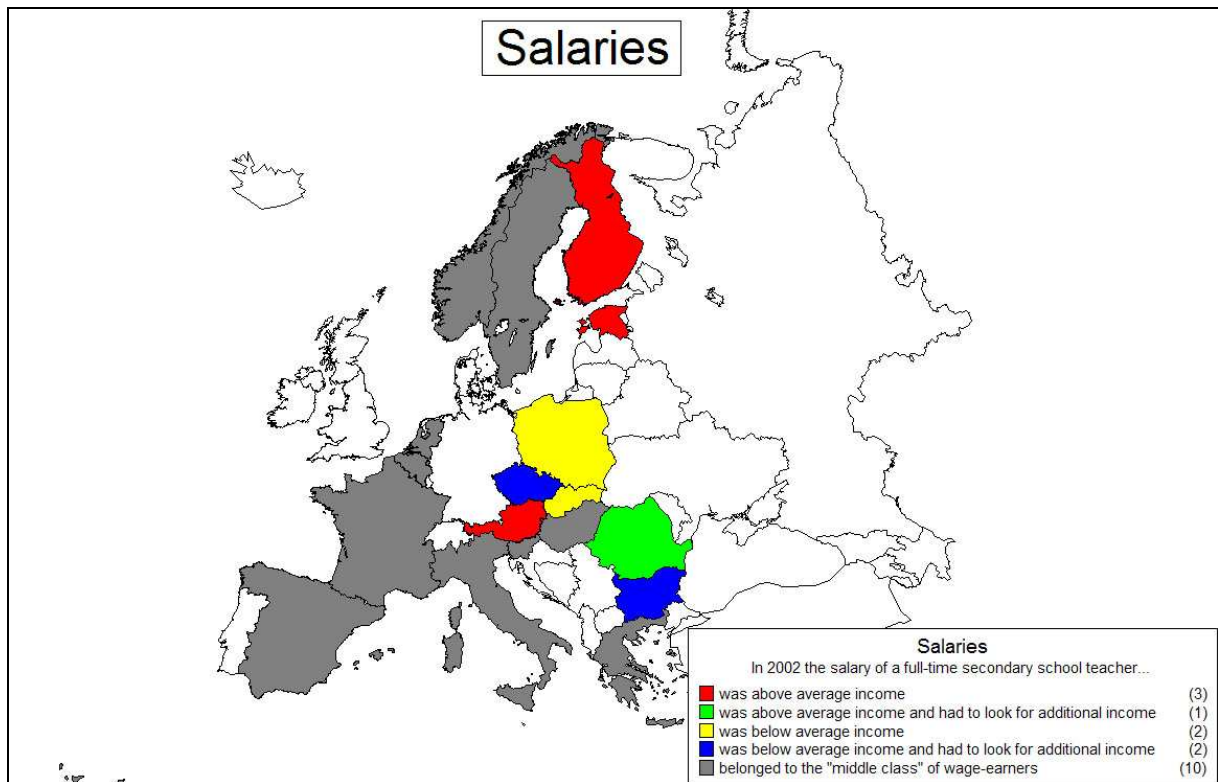 Salaries
Salaries
In 2002 the salary of a full-time secondary school teacher...
was above average income (3)
was above average income and had to look for additional income (1)
was below average income (2)
was below average income and had to look for additional income (2)
belonged to the "middle class" of wage-earners (10)